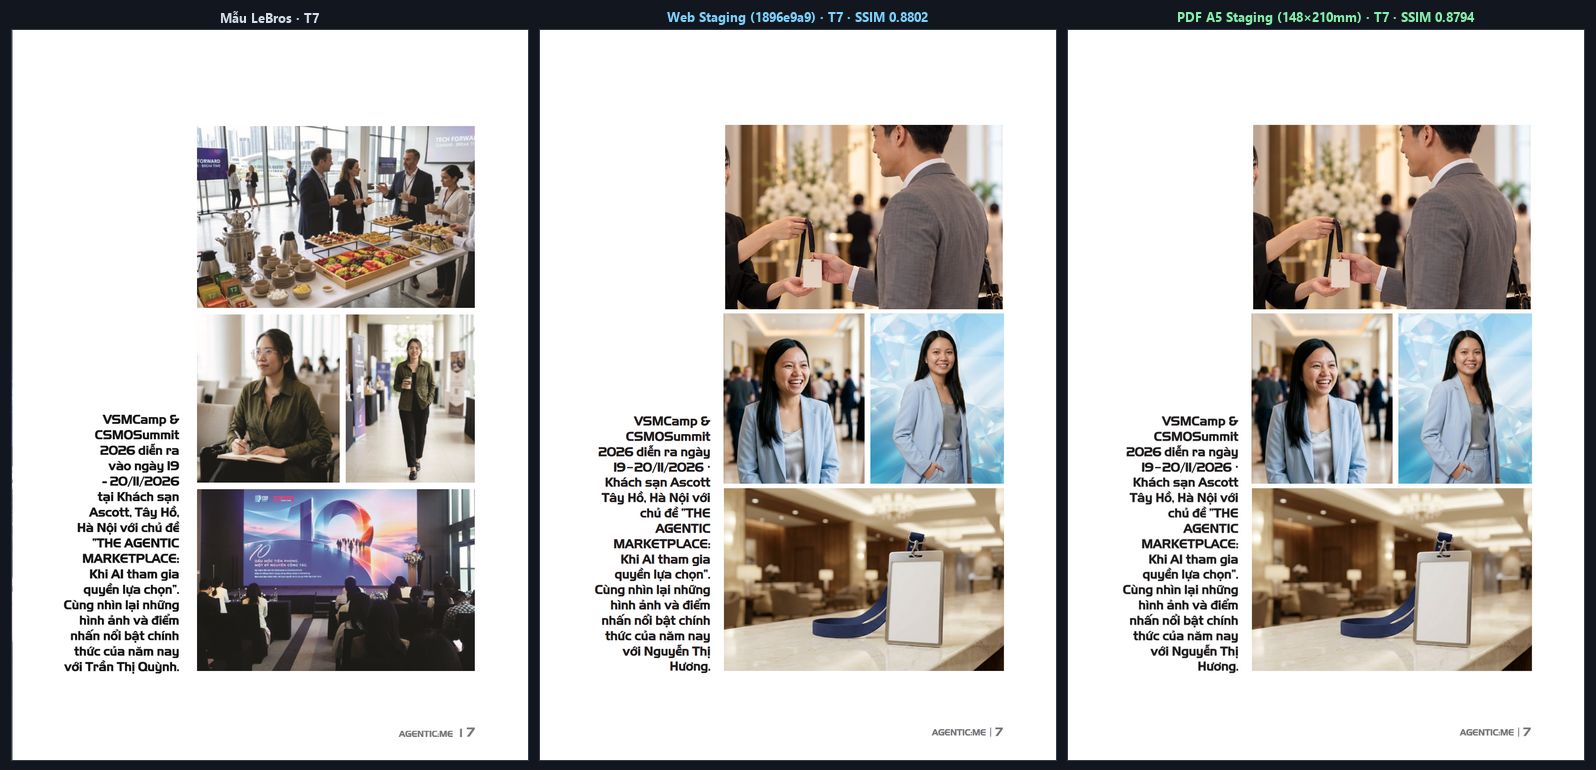 Mẫu LeBros · T7
TECH FORWA
FORWARD
VSMCamp &
CSMOSummit
2026 diễn ra
vào ngày 19
- 20/11/2026
tại Khách sạn
Ascott, Tây Hồ,
Hà Nội với chủ đề
"THE AGENTIC
MARKETPLACE:
Khi AI tham gia
quyền lựa chọn".
Cùng nhìn lại những
hình ảnh và điểm
nhấn nổi bật chính
thức của năm nay
với Trần Thị Quỳnh.
10
AGENTIC:ME | 7
Web Staging (1896e9a9) · T7 · SSIM 0.8802
VSMCamp &
CSMOSummit
2026 diễn ra ngày
19–20/11/2026 ·
Khách sạn Ascott
Tây Hồ, Hà Nội với
chủ đề "THE
AGENTIC
MARKETPLACE:
Khi AI tham gia
quyền lựa chọn".
Cùng nhìn lại những
hình ảnh và điểm
nhấn nổi bật chính
thức của năm nay
với Nguyễn Thị
Hương.
AGENTIC:ME | 7
PDF A5 Staging (148×210mm) · T7 · SSIM 0.8794
VSMCamp &
CSMOSummit
2026 diễn ra ngày
19–20/11/2026 ·
Khách sạn Ascott
Tây Hồ, Hà Nội với
chủ đề "THE
AGENTIC
MARKETPLACE:
Khi AI tham gia
quyền lựa chọn".
Cùng nhìn lại những
hình ảnh và điểm
nhấn nổi bật chính
thức của năm nay
với Nguyễn Thị
Hương.
AGENTIC:ME | 7